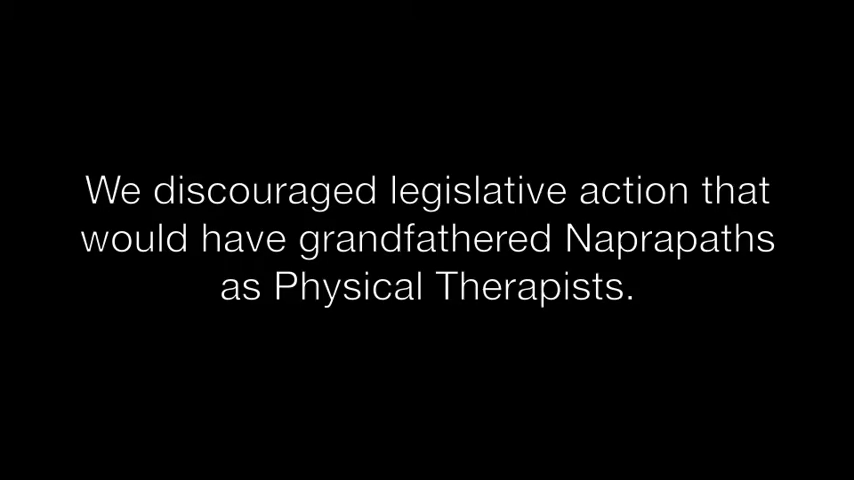 We discouraged legislative action that
would have grandfathered Naprapaths
as Physical Therapists.